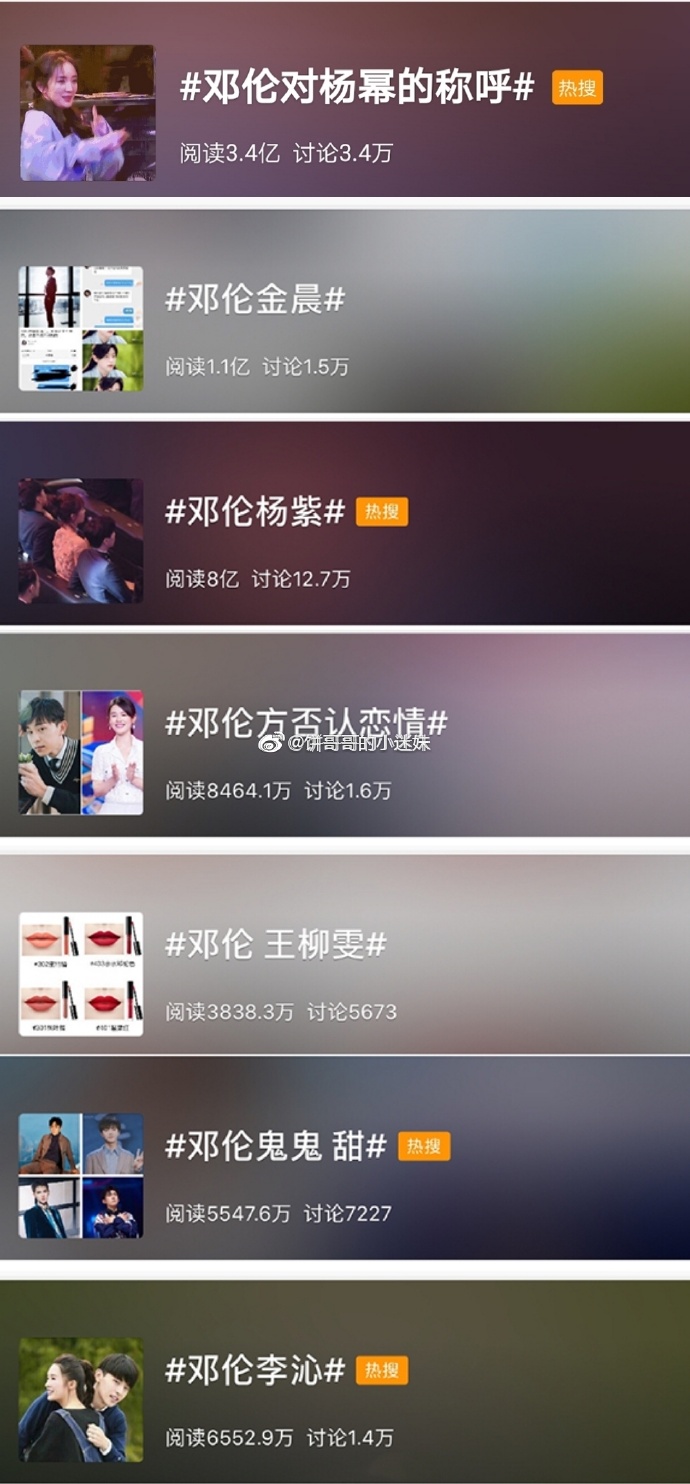 #邓伦对杨幂的称呼# 热搜
阅读3.4亿 讨论3.4万
#邓伦金晨#
阅读1.1亿 讨论1.5万
#邓伦杨紫# 热搜
阅读8亿 讨论12.7万
#邓伦方否认恋情#
@饼哥哥的小迷妹
阅读8464.1万 讨论1.6万
#邓伦 王柳雯#
阅读3838.3万 讨论5673
#邓伦鬼鬼 甜# 热搜
阅读5547.6万 讨论7227
#邓伦李沁# 热搜
阅读6552.9万 讨论1.4万